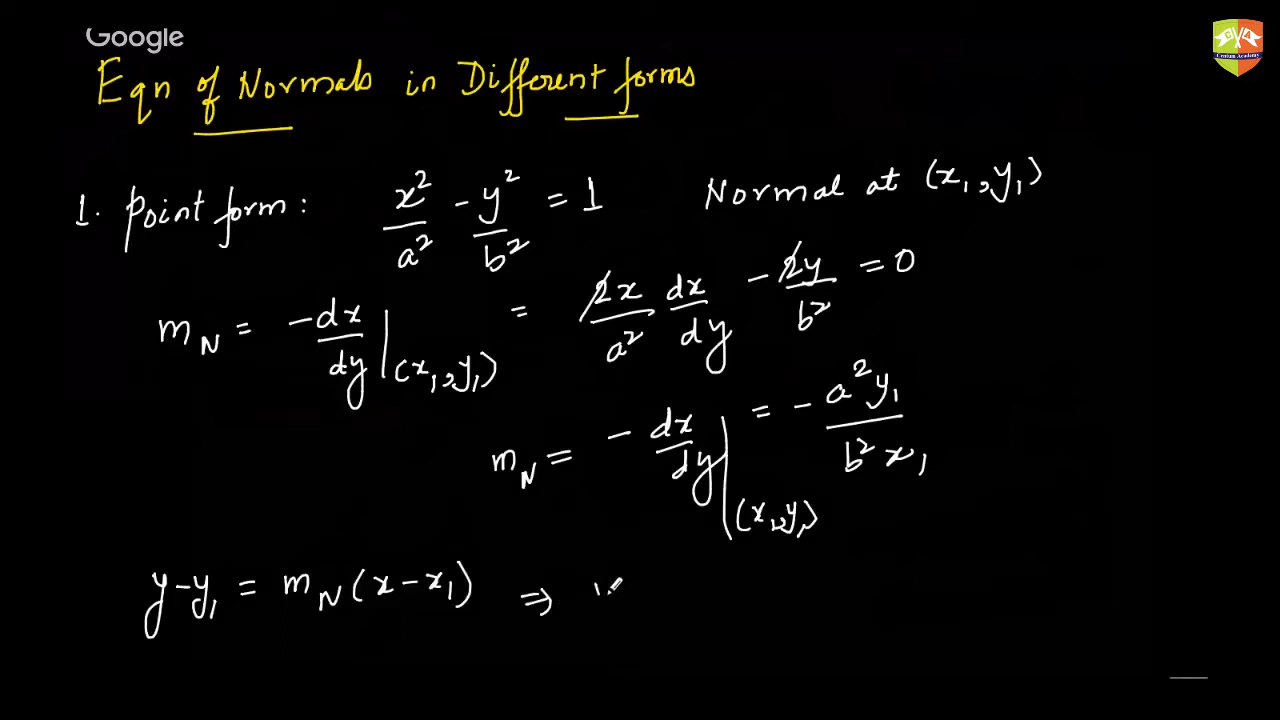 Google
Eqn of Normals in Different forms
1. Point form: x²/a² - y²/b² = 1 Normal at (x₁, y₁)
m_N = -dx/dy |(x₁, y₁) = 2x/a² dx/dy - 2y/b² = 0
m_N = - dx/dy |(x₁, y₁) = - a²y₁/b²x₁
y-y₁ = m_N (x-x₁) ⇒